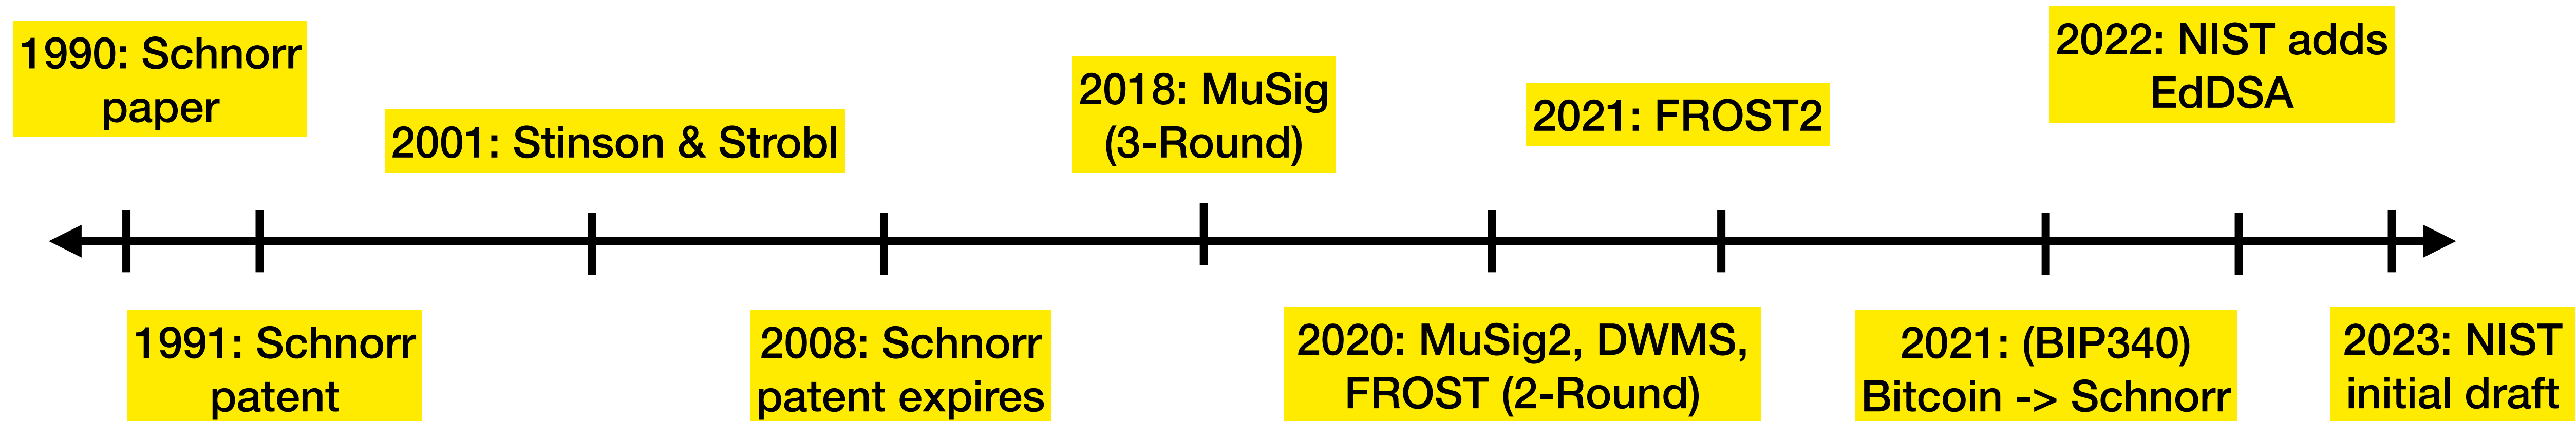 1990: Schnorr
paper
1991: Schnorr
patent
2001: Stinson & Strobl
2008: Schnorr
patent expires
2018: MuSig
(3-Round)
2020: MuSig2, DWMS,
FROST (2-Round)
2021: FROST2
2021: (BIP340)
Bitcoin -> Schnorr
2022: NIST adds
EdDSA
2023: NIST
initial draft